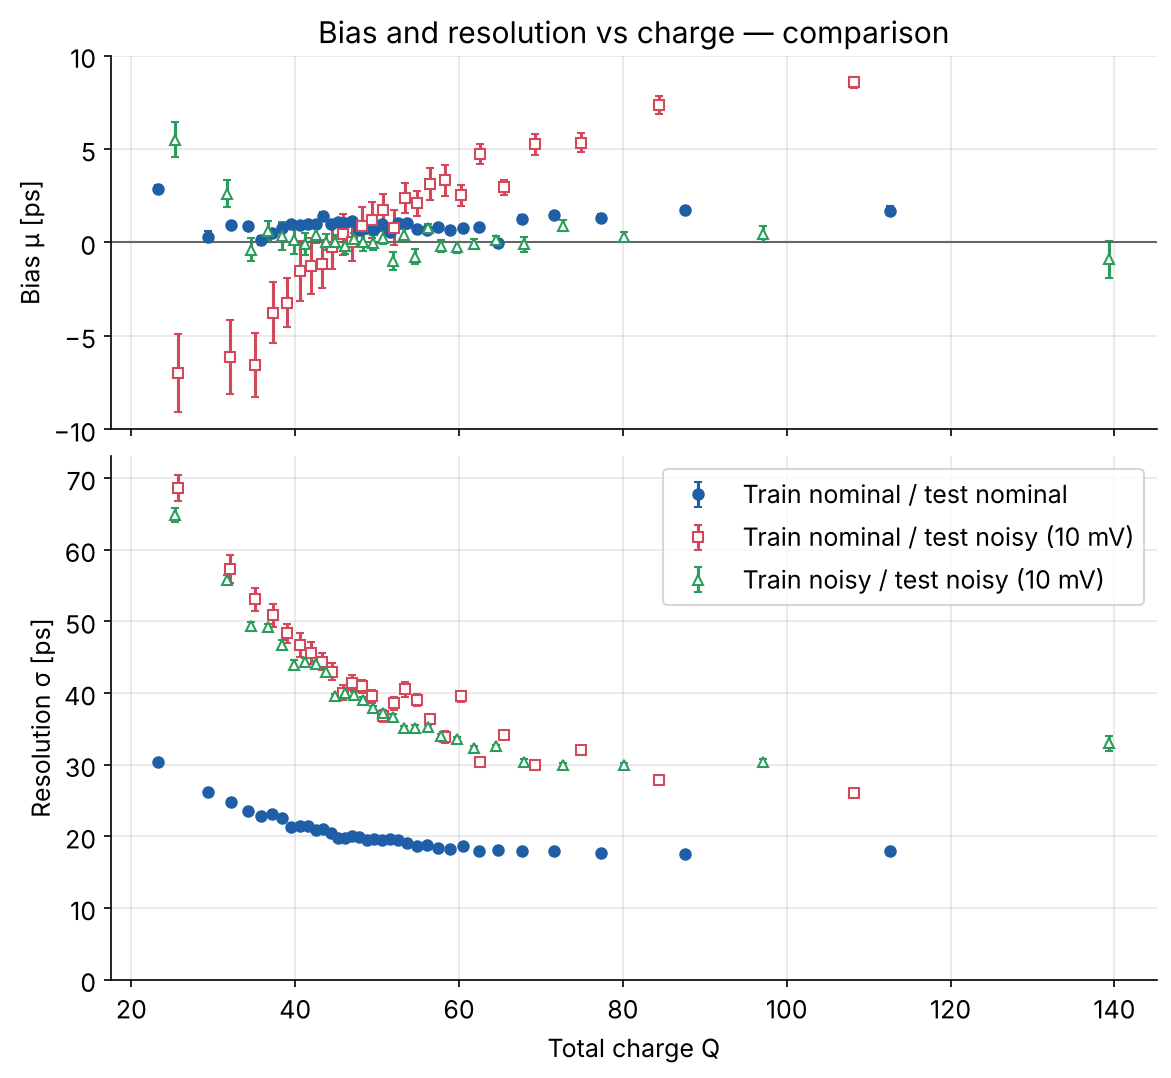 Bias and resolution vs charge — comparison
10
5
0
−5
−10
Bias μ [ps]
70
60
50
40
30
20
10
0
Resolution σ [ps]
Train nominal / test nominal
Train nominal / test noisy (10 mV)
Train noisy / test noisy (10 mV)
20 40 60 80 100 120 140
Total charge Q